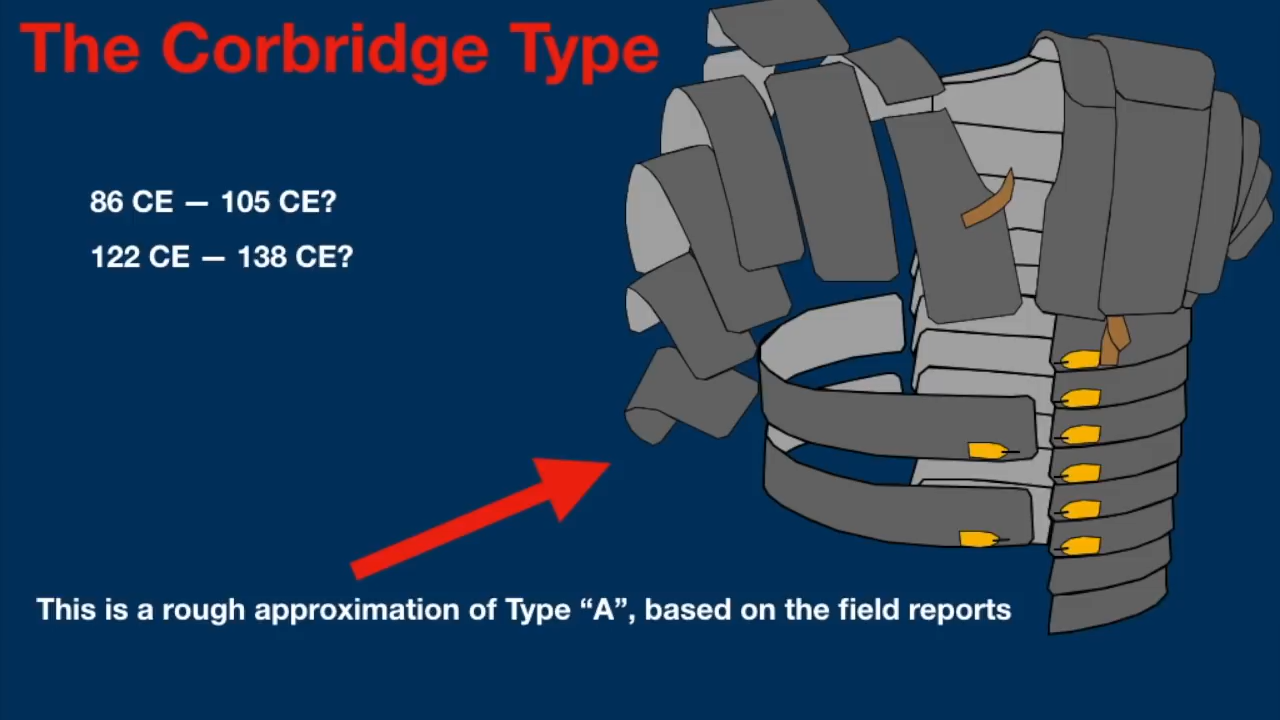 The Corbridge Type
86 CE — 105 CE?
122 CE — 138 CE?
This is a rough approximation of Type “A”, based on the field reports